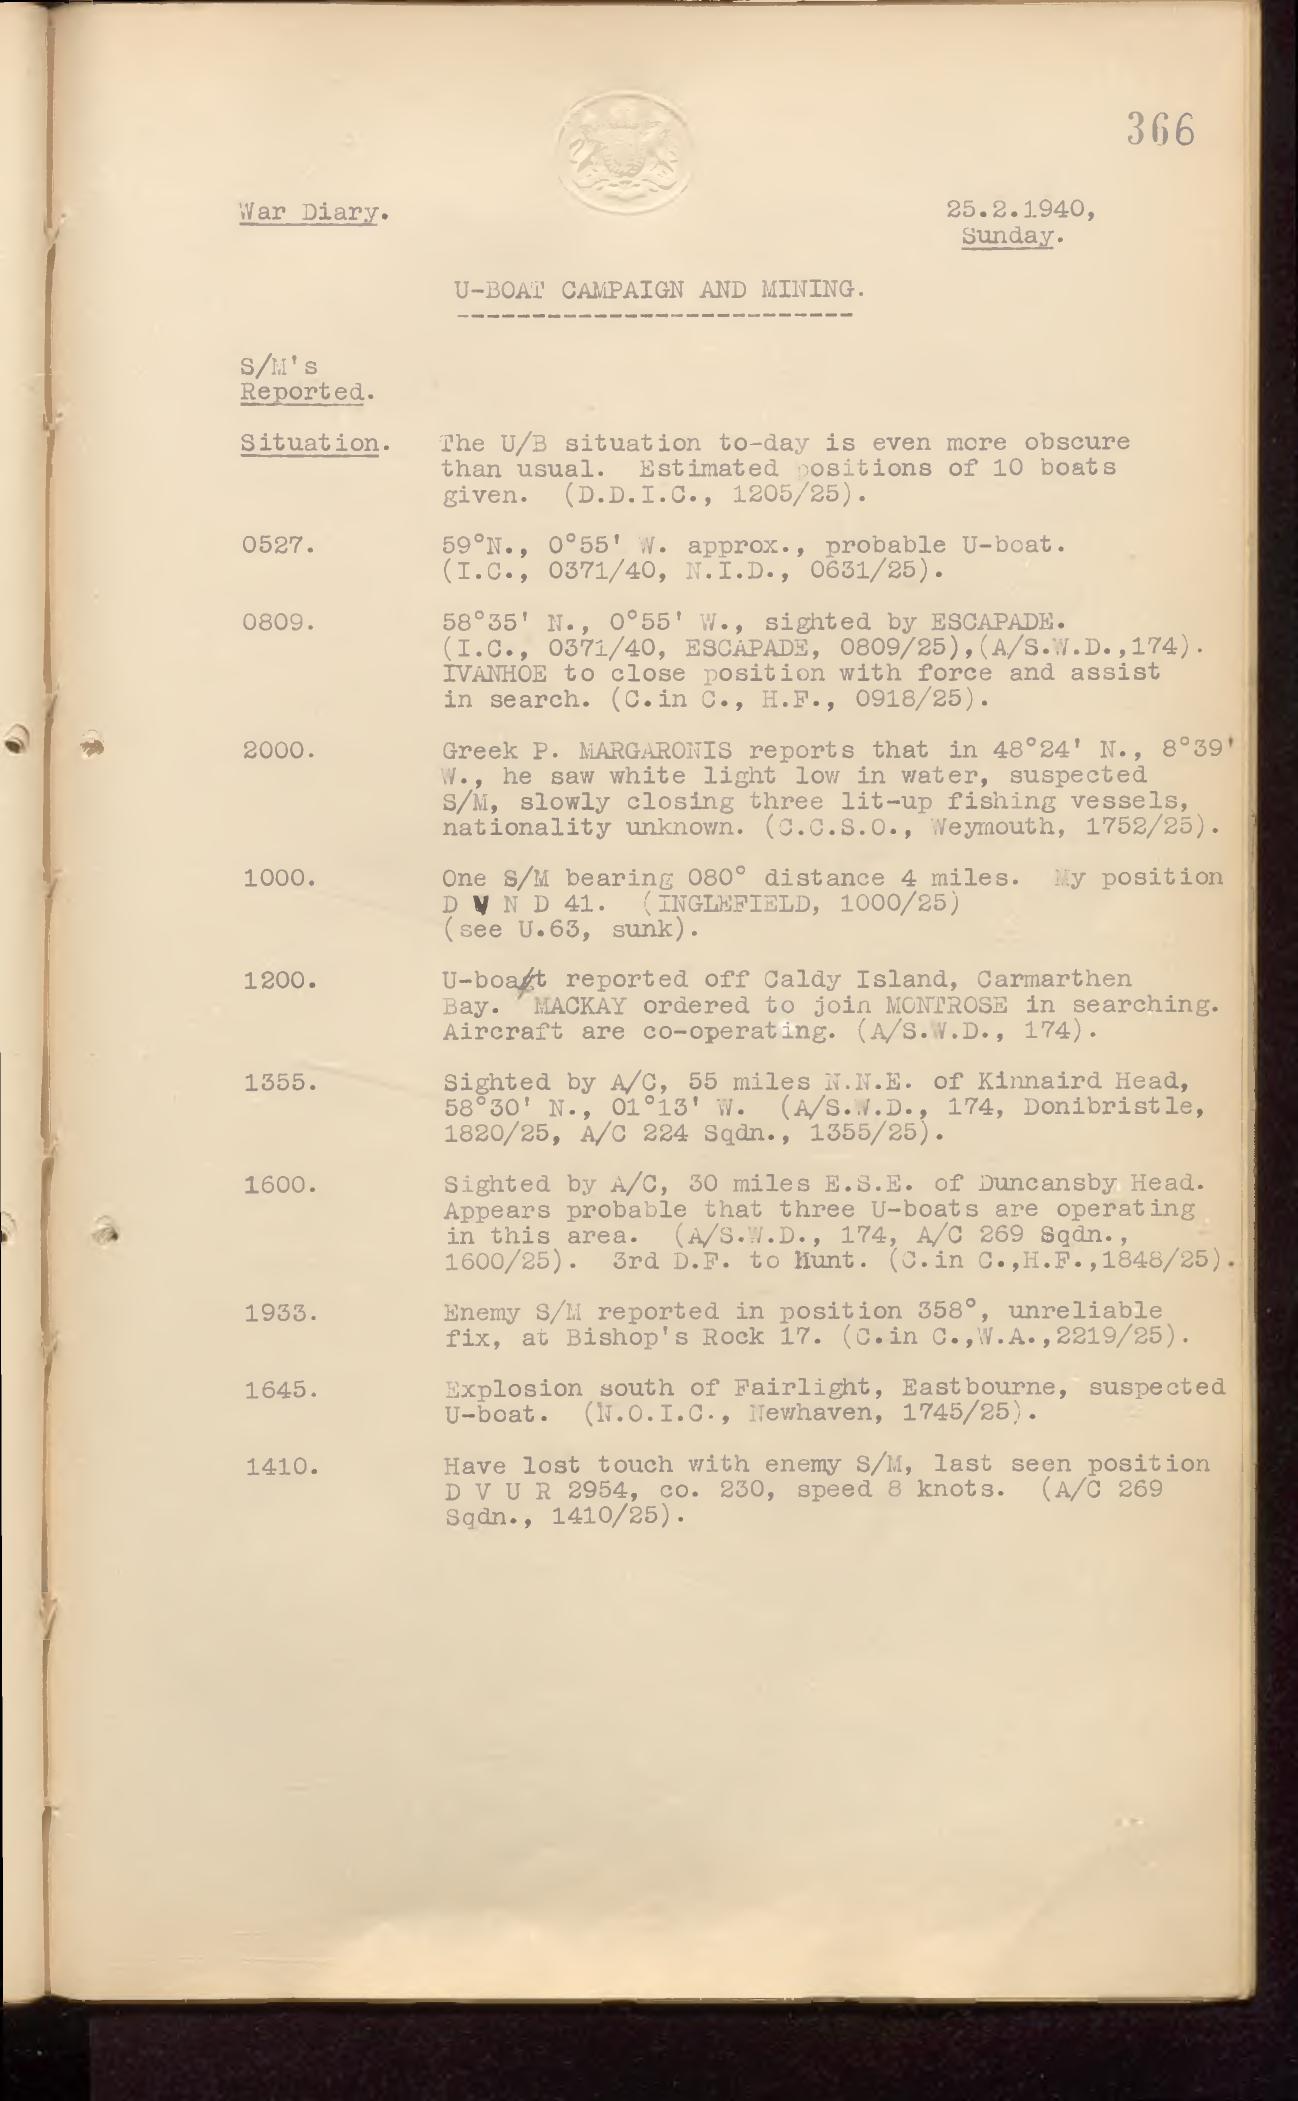 366
War Diary.
25.2.1940,
Sunday.
U-BOAT CAMPAIGN AND MINING.
S/M's
Reported.
Situation. The U/B situation to-day is even more obscure
than usual. Estimated positions of 10 boats
given. (D.D.I.C., 1205/25).
0527. 59°N., 0°55' W. approx., probable U-boat.
(I.C., 0371/40, N.I.D., 0631/25).
0809. 58°35' N., 0°55' W., sighted by ESCAPADE.
(I.C., 0371/40, ESCAPADE, 0809/25),(A/S.W.D.,174).
IVANHOE to close position with force and assist
in search. (C.in C., H.F., 0918/25).
2000. Greek P. MARGARONIS reports that in 48°24' N., 8°39'
W., he saw white light low in water, suspected
S/M, slowly closing three lit-up fishing vessels,
nationality unknown. (C.C.S.O., Weymouth, 1752/25).
1000. One S/M bearing 080° distance 4 miles. My position
D V N D 41. (INGLEFIELD, 1000/25)
(see U.63, sunk).
1200. U-boat reported off Caldy Island, Carmarthen
Bay. MACKAY ordered to join MONTROSE in searching.
Aircraft are co-operating. (A/S.W.D., 174).
1355. Sighted by A/C, 55 miles N.N.E. of Kinnaird Head,
58°30' N., 01°13' W. (A/S.W.D., 174, Donibristle,
1820/25, A/C 224 Sqdn., 1355/25).
1600. Sighted by A/C, 30 miles E.S.E. of Duncansby Head.
Appears probable that three U-boats are operating
in this area. (A/S.W.D., 174, A/C 269 Sqdn.,
1600/25). 3rd D.F. to hunt. (C.in C.,H.F.,1848/25).
1933. Enemy S/M reported in position 358°, unreliable
fix, at Bishop's Rock 17. (C.in C.,W.A.,2219/25).
1645. Explosion south of Fairlight, Eastbourne, suspected
U-boat. (N.O.I.C., Newhaven, 1745/25).
1410. Have lost touch with enemy S/M, last seen position
D V U R 2954, co. 230, speed 8 knots. (A/C 269
Sqdn., 1410/25).